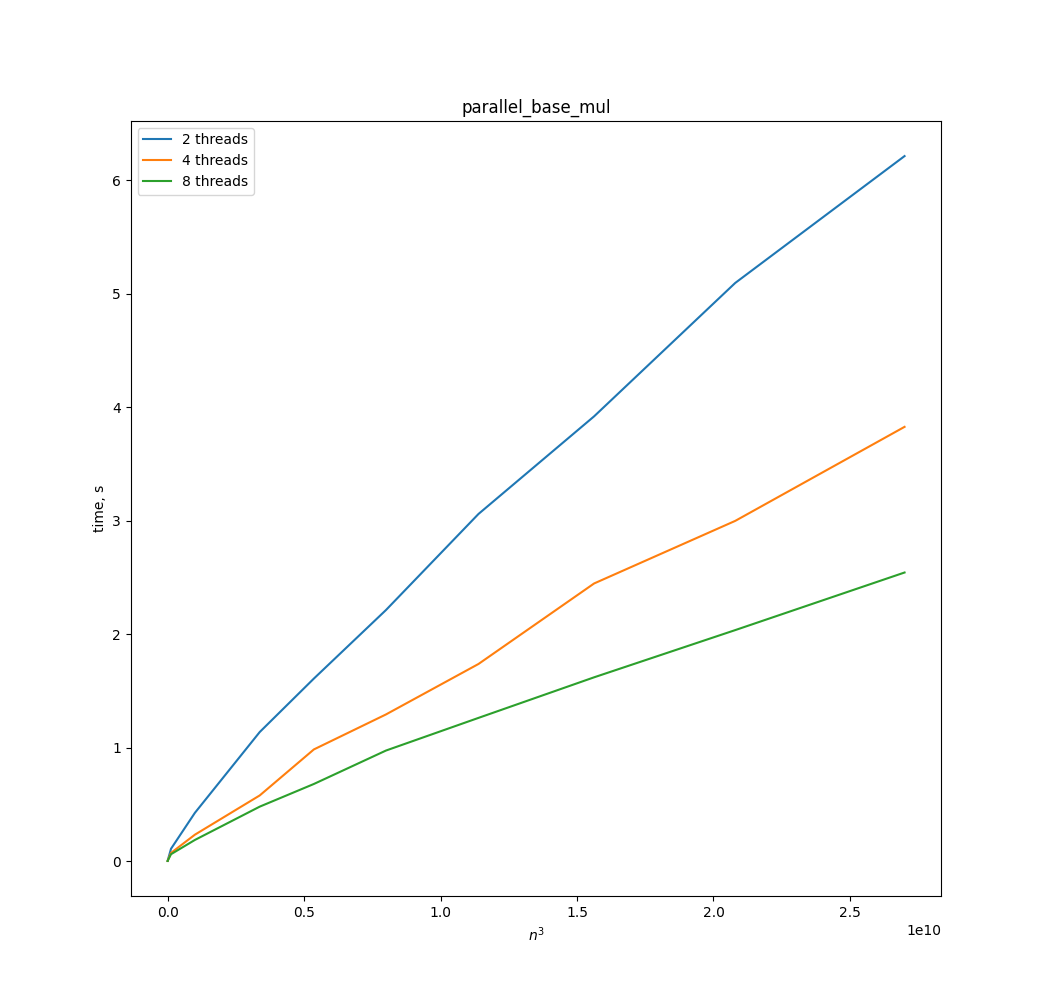 parallel_base_mul
2 threads
4 threads
8 threads
6
5
4
3
2
1
0
time, s
0.0 0.5 1.0 1.5 2.0 2.5
1e10
n³